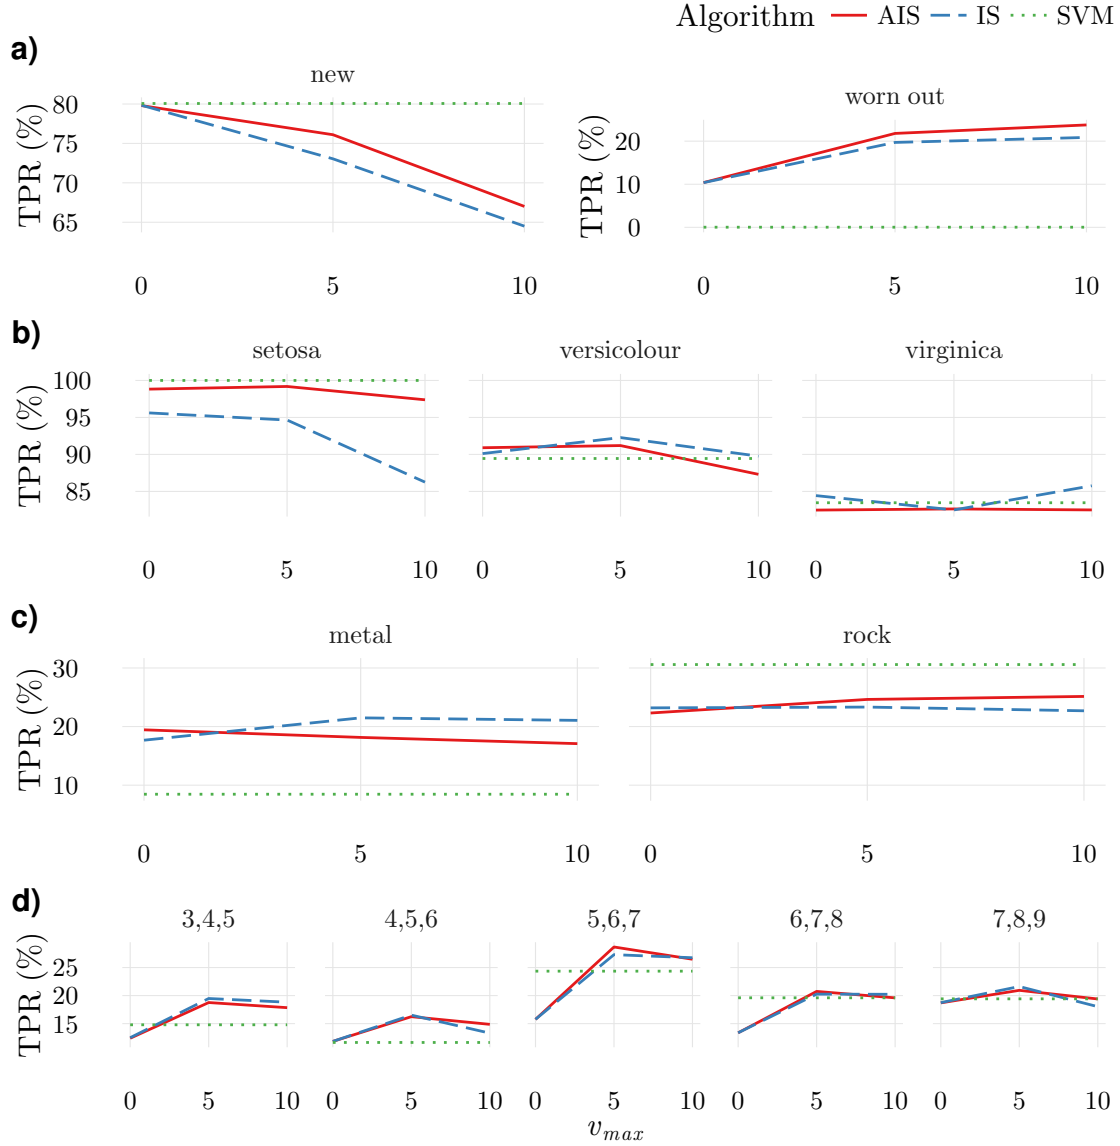 Algorithm AIS IS SVM
a)
new
worn out
TPR (%)
80
75
70
65
0 5 10
TPR (%)
20
10
0
0 5 10
b)
setosa versicolour virginica
TPR (%)
100
95
90
85
0 5 10 0 5 10 0 5 10
c)
metal rock
TPR (%)
30
20
10
0 5 10 0 5 10
d)
3,4,5 4,5,6 5,6,7 6,7,8 7,8,9
TPR (%)
25
20
15
0 5 10 0 5 10 0 5 10 0 5 10 0 5 10
v_{max}